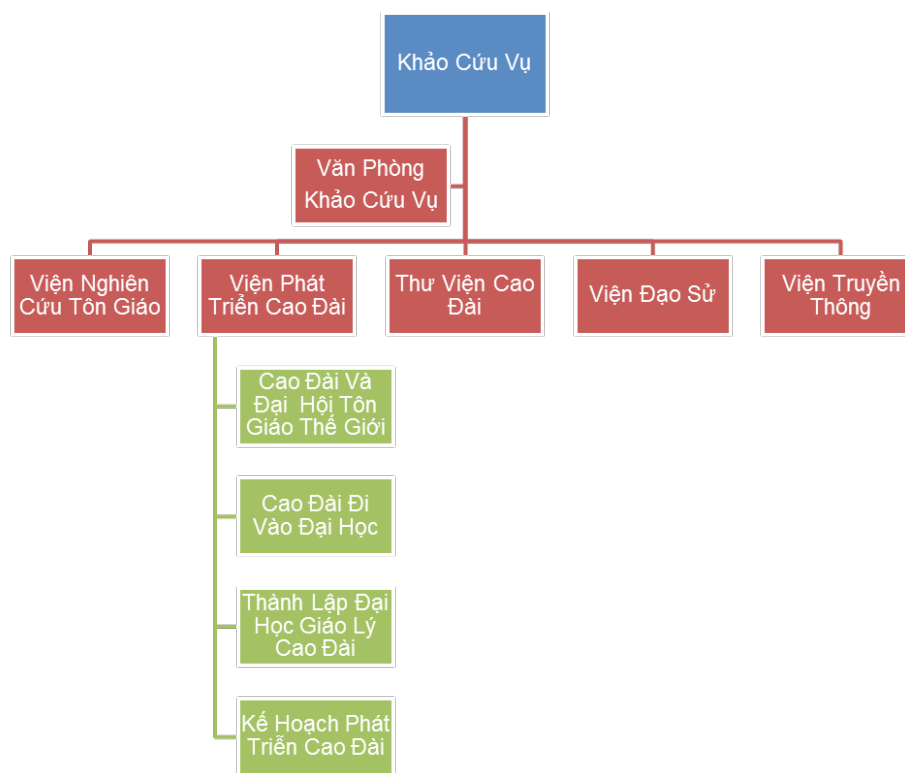 Khảo Cứu Vụ
Văn Phòng
Khảo Cứu Vụ
Viện Nghiên
Cứu Tôn Giáo
Viện Phát
Triển Cao Đài
Thư Viện Cao
Đài
Viện Đạo Sử
Viện Truyền
Thông
Cao Đài Và
Đại Hội Tôn
Giáo Thế Giới
Cao Đài Đi
Vào Đại Học
Thành Lập Đại
Học Giáo Lý
Cao Đài
Kế Hoạch Phát
Triễn Cao Đài